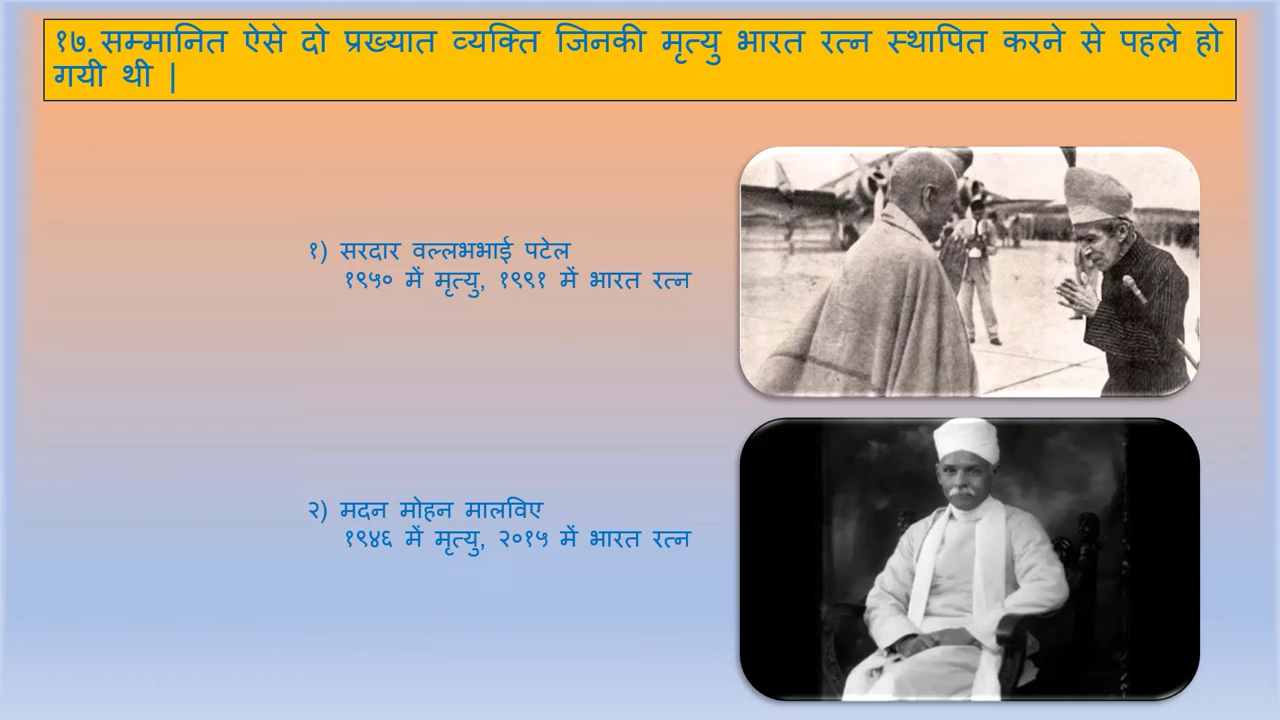 १७. सम्मानित ऐसे दो प्रख्यात व्यक्ति जिनकी मृत्यु भारत रत्न स्थापित करने से पहले हो
गयी थी |
१) सरदार वल्लभभाई पटेल
१९५० में मृत्यु, १९९१ में भारत रत्न
२) मदन मोहन मालविए
१९४६ में मृत्यु, २०१५ में भारत रत्न